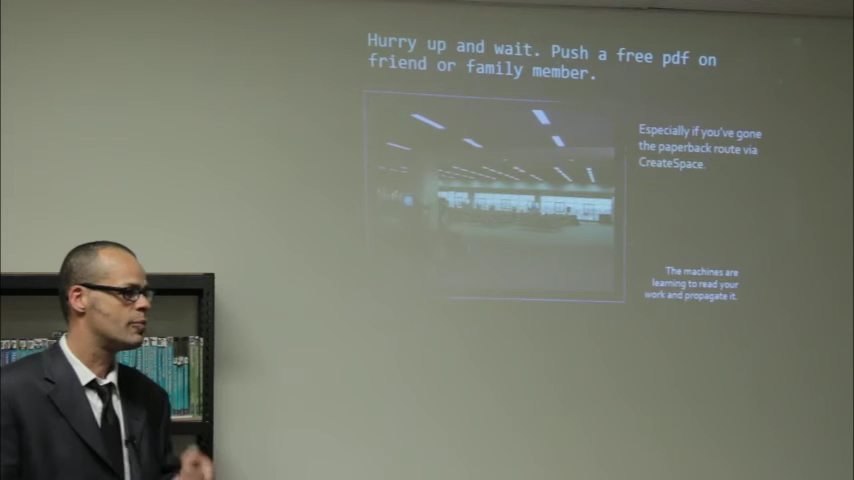 Hurry up and wait. Push a free pdf on
friend or family member.
Especially if you've gone
the paperback route via
CreateSpace.
The machines are
learning to read your
work and propagate it.